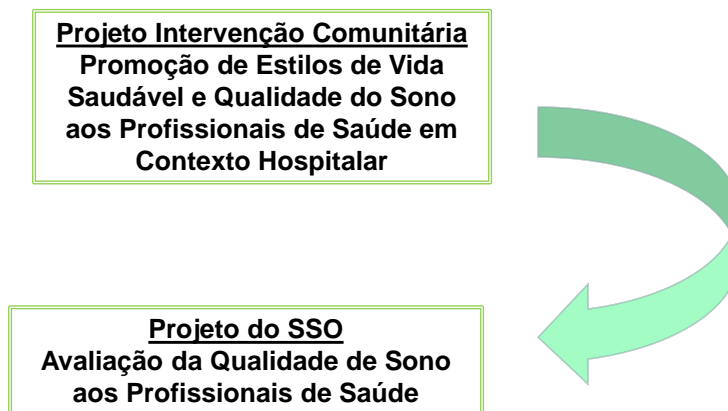 Projeto Intervenção Comunitária
Promoção de Estilos de Vida
Saudável e Qualidade do Sono
aos Profissionais de Saúde em
Contexto Hospitalar
Projeto do SSO
Avaliação da Qualidade de Sono
aos Profissionais de Saúde